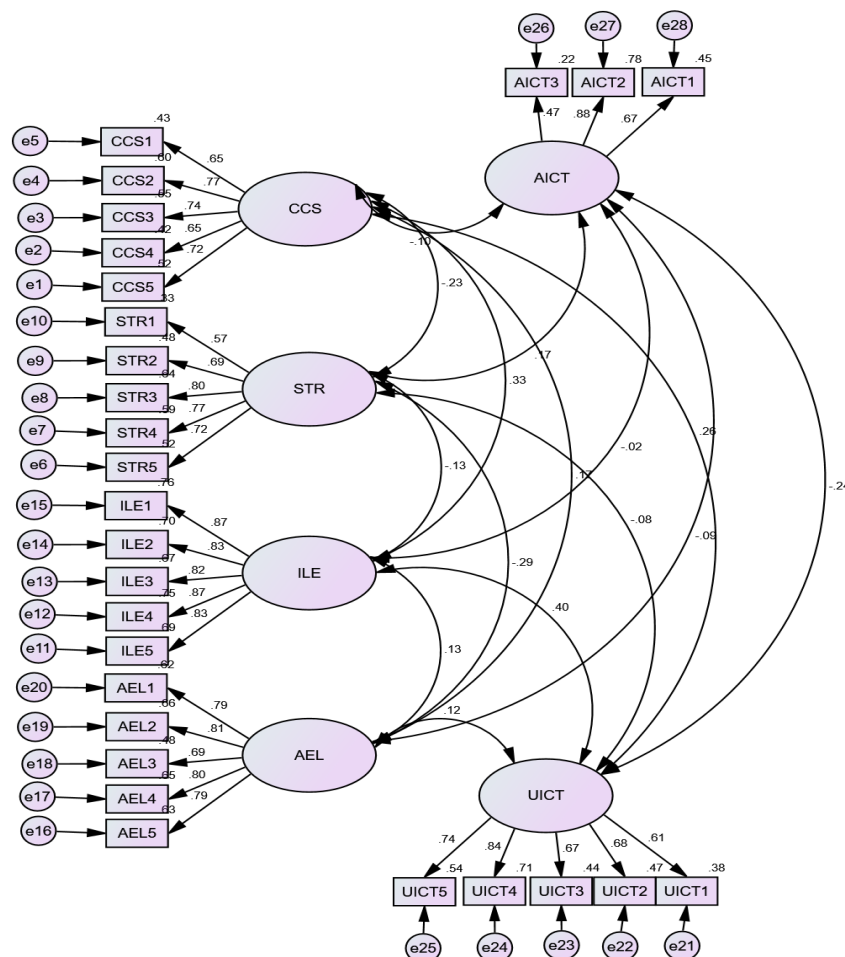 e26 e27 e28
.22 .78 .45
AICT3 AICT2 AICT1
.47 .88 .67
AICT
.43
e5 CCS1
.60 .65
e4 CCS2 .77
.55
e3 CCS3 .74 CCS
.42
e2 CCS4 .65
.52 .72
e1 CCS5
-.10
-.23
.33
e10 STR1
.48 .57
e9 STR2 .69
.64
e8 STR3 .80 STR
.59
e7 STR4 .77
.52 .72
e6 STR5
.17
.33
-.02
.26
.17
-.13
-.24
.76
e15 ILE1
.70 .87
e14 ILE2 .83
.67
e13 ILE3 .82 ILE
.75
e12 ILE4 .87
.69 .83
e11 ILE5
-.08
-.09
-.29
.40
.13
.62
e20 AEL1
.66 .79
e19 AEL2 .81
.48
e18 AEL3 .69 AEL
.65
e17 AEL4 .80
.63 .79
e16 AEL5
.12
UICT
.74 .84 .67 .68 .61
.54 .71 .44 .47 .38
UICT5 UICT4 UICT3 UICT2 UICT1
e25 e24 e23 e22 e21